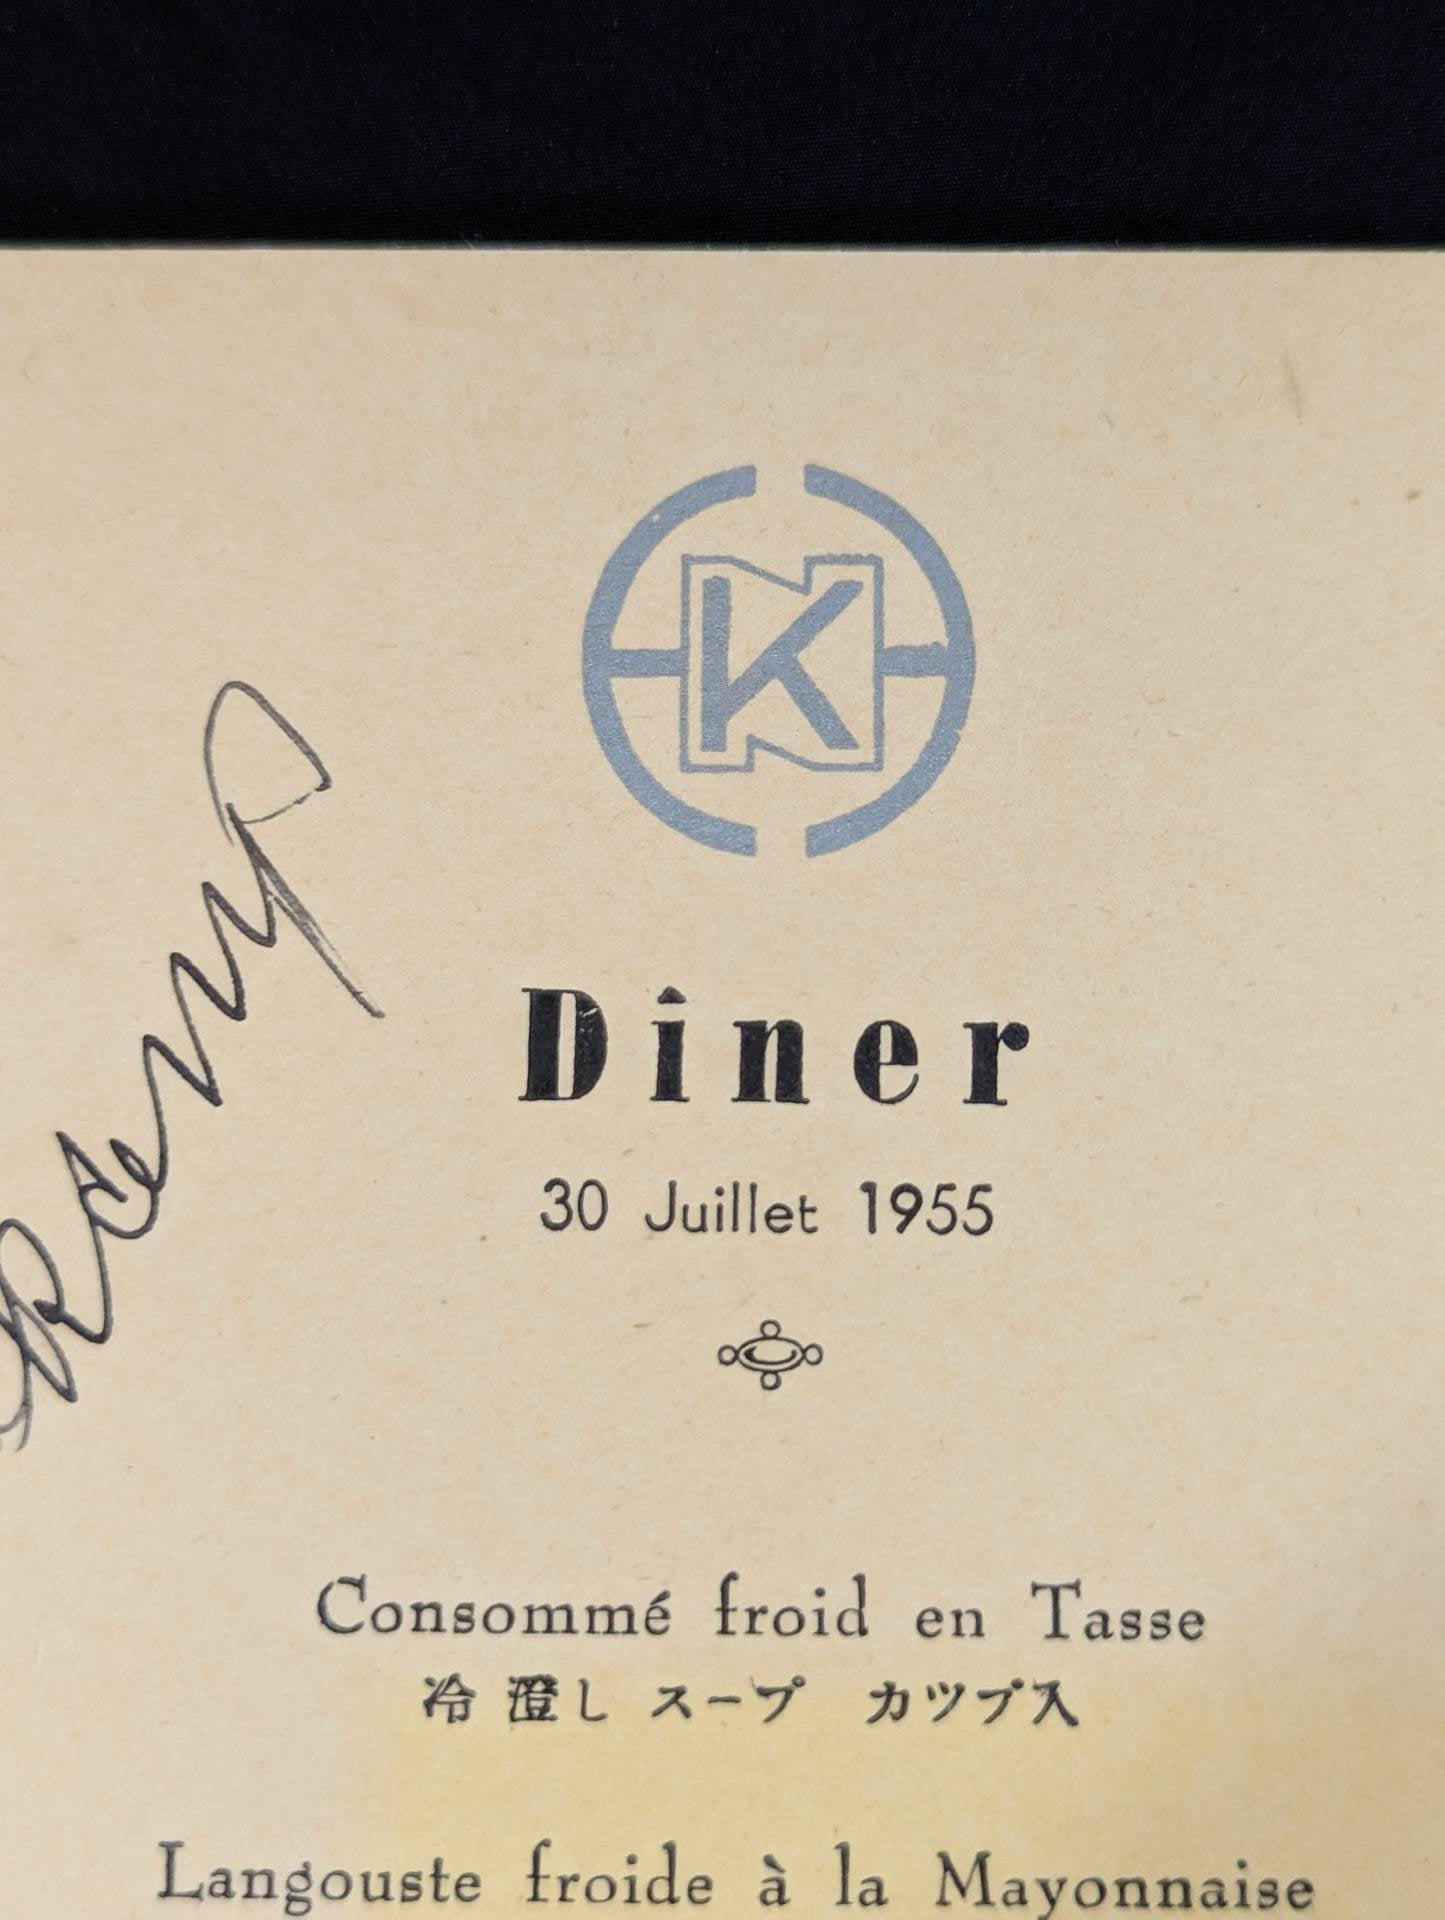 K
Diner
30 Juillet 1955
Consommé froid en Tasse
冷 澄し スープ カツプ入
Langouste froide à la Mayonnaise